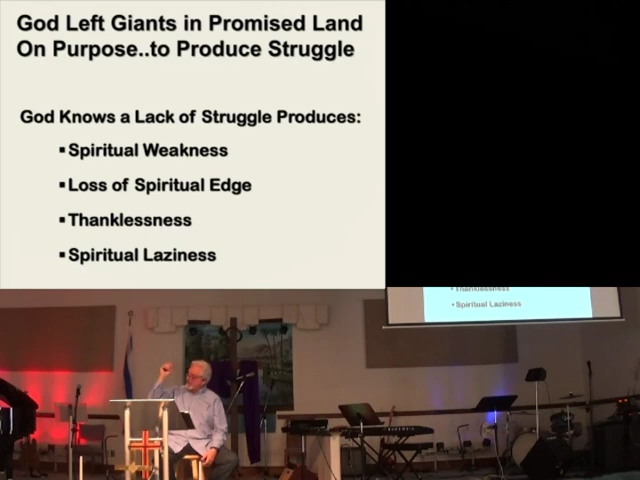 God Left Giants in Promised Land
On Purpose..to Produce Struggle
God Knows a Lack of Struggle Produces:
▪ Spiritual Weakness
▪ Loss of Spiritual Edge
▪ Thanklessness
▪ Spiritual Laziness
• Thanklessness
• Spiritual Laziness